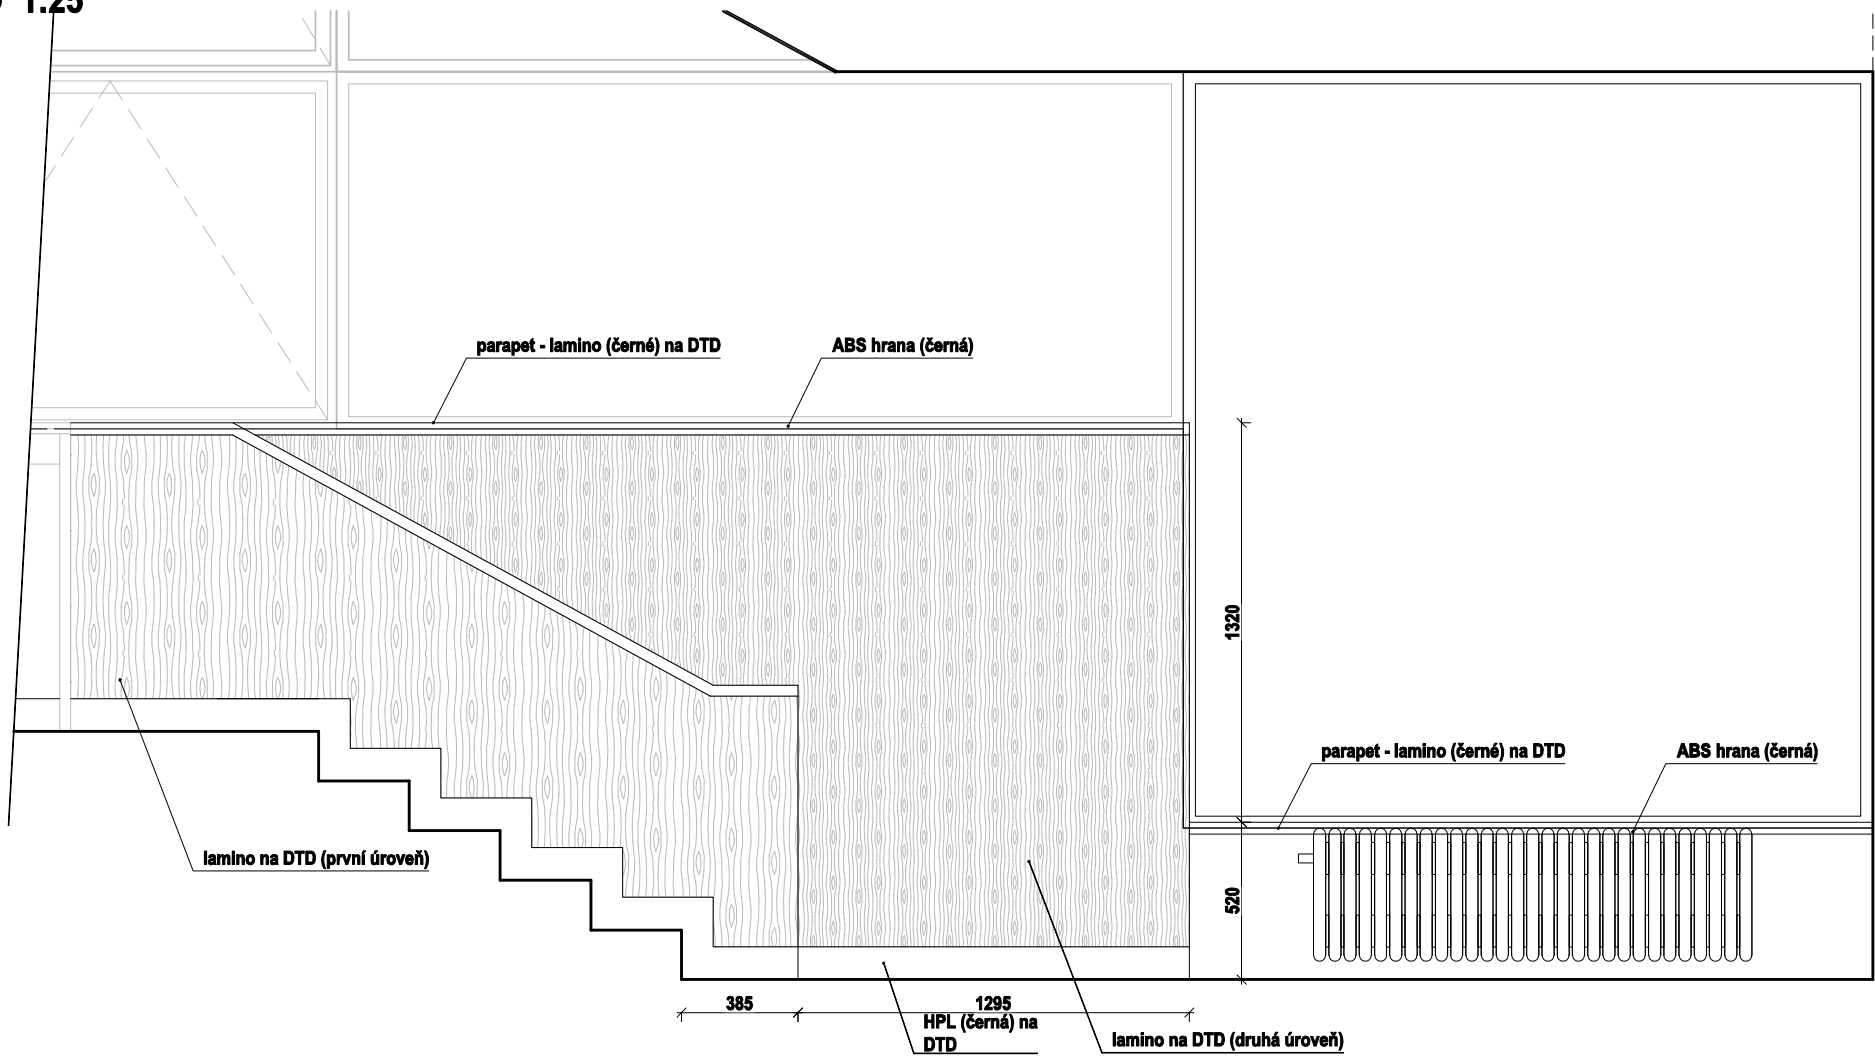 1:25
parapet - lamino (černé) na DTD
ABS hrana (černá)
1320
parapet - lamino (černé) na DTD
ABS hrana (černá)
lamino na DTD (první úroveň)
520
385
1295
HPL (černá) na
DTD
lamino na DTD (druhá úroveň)